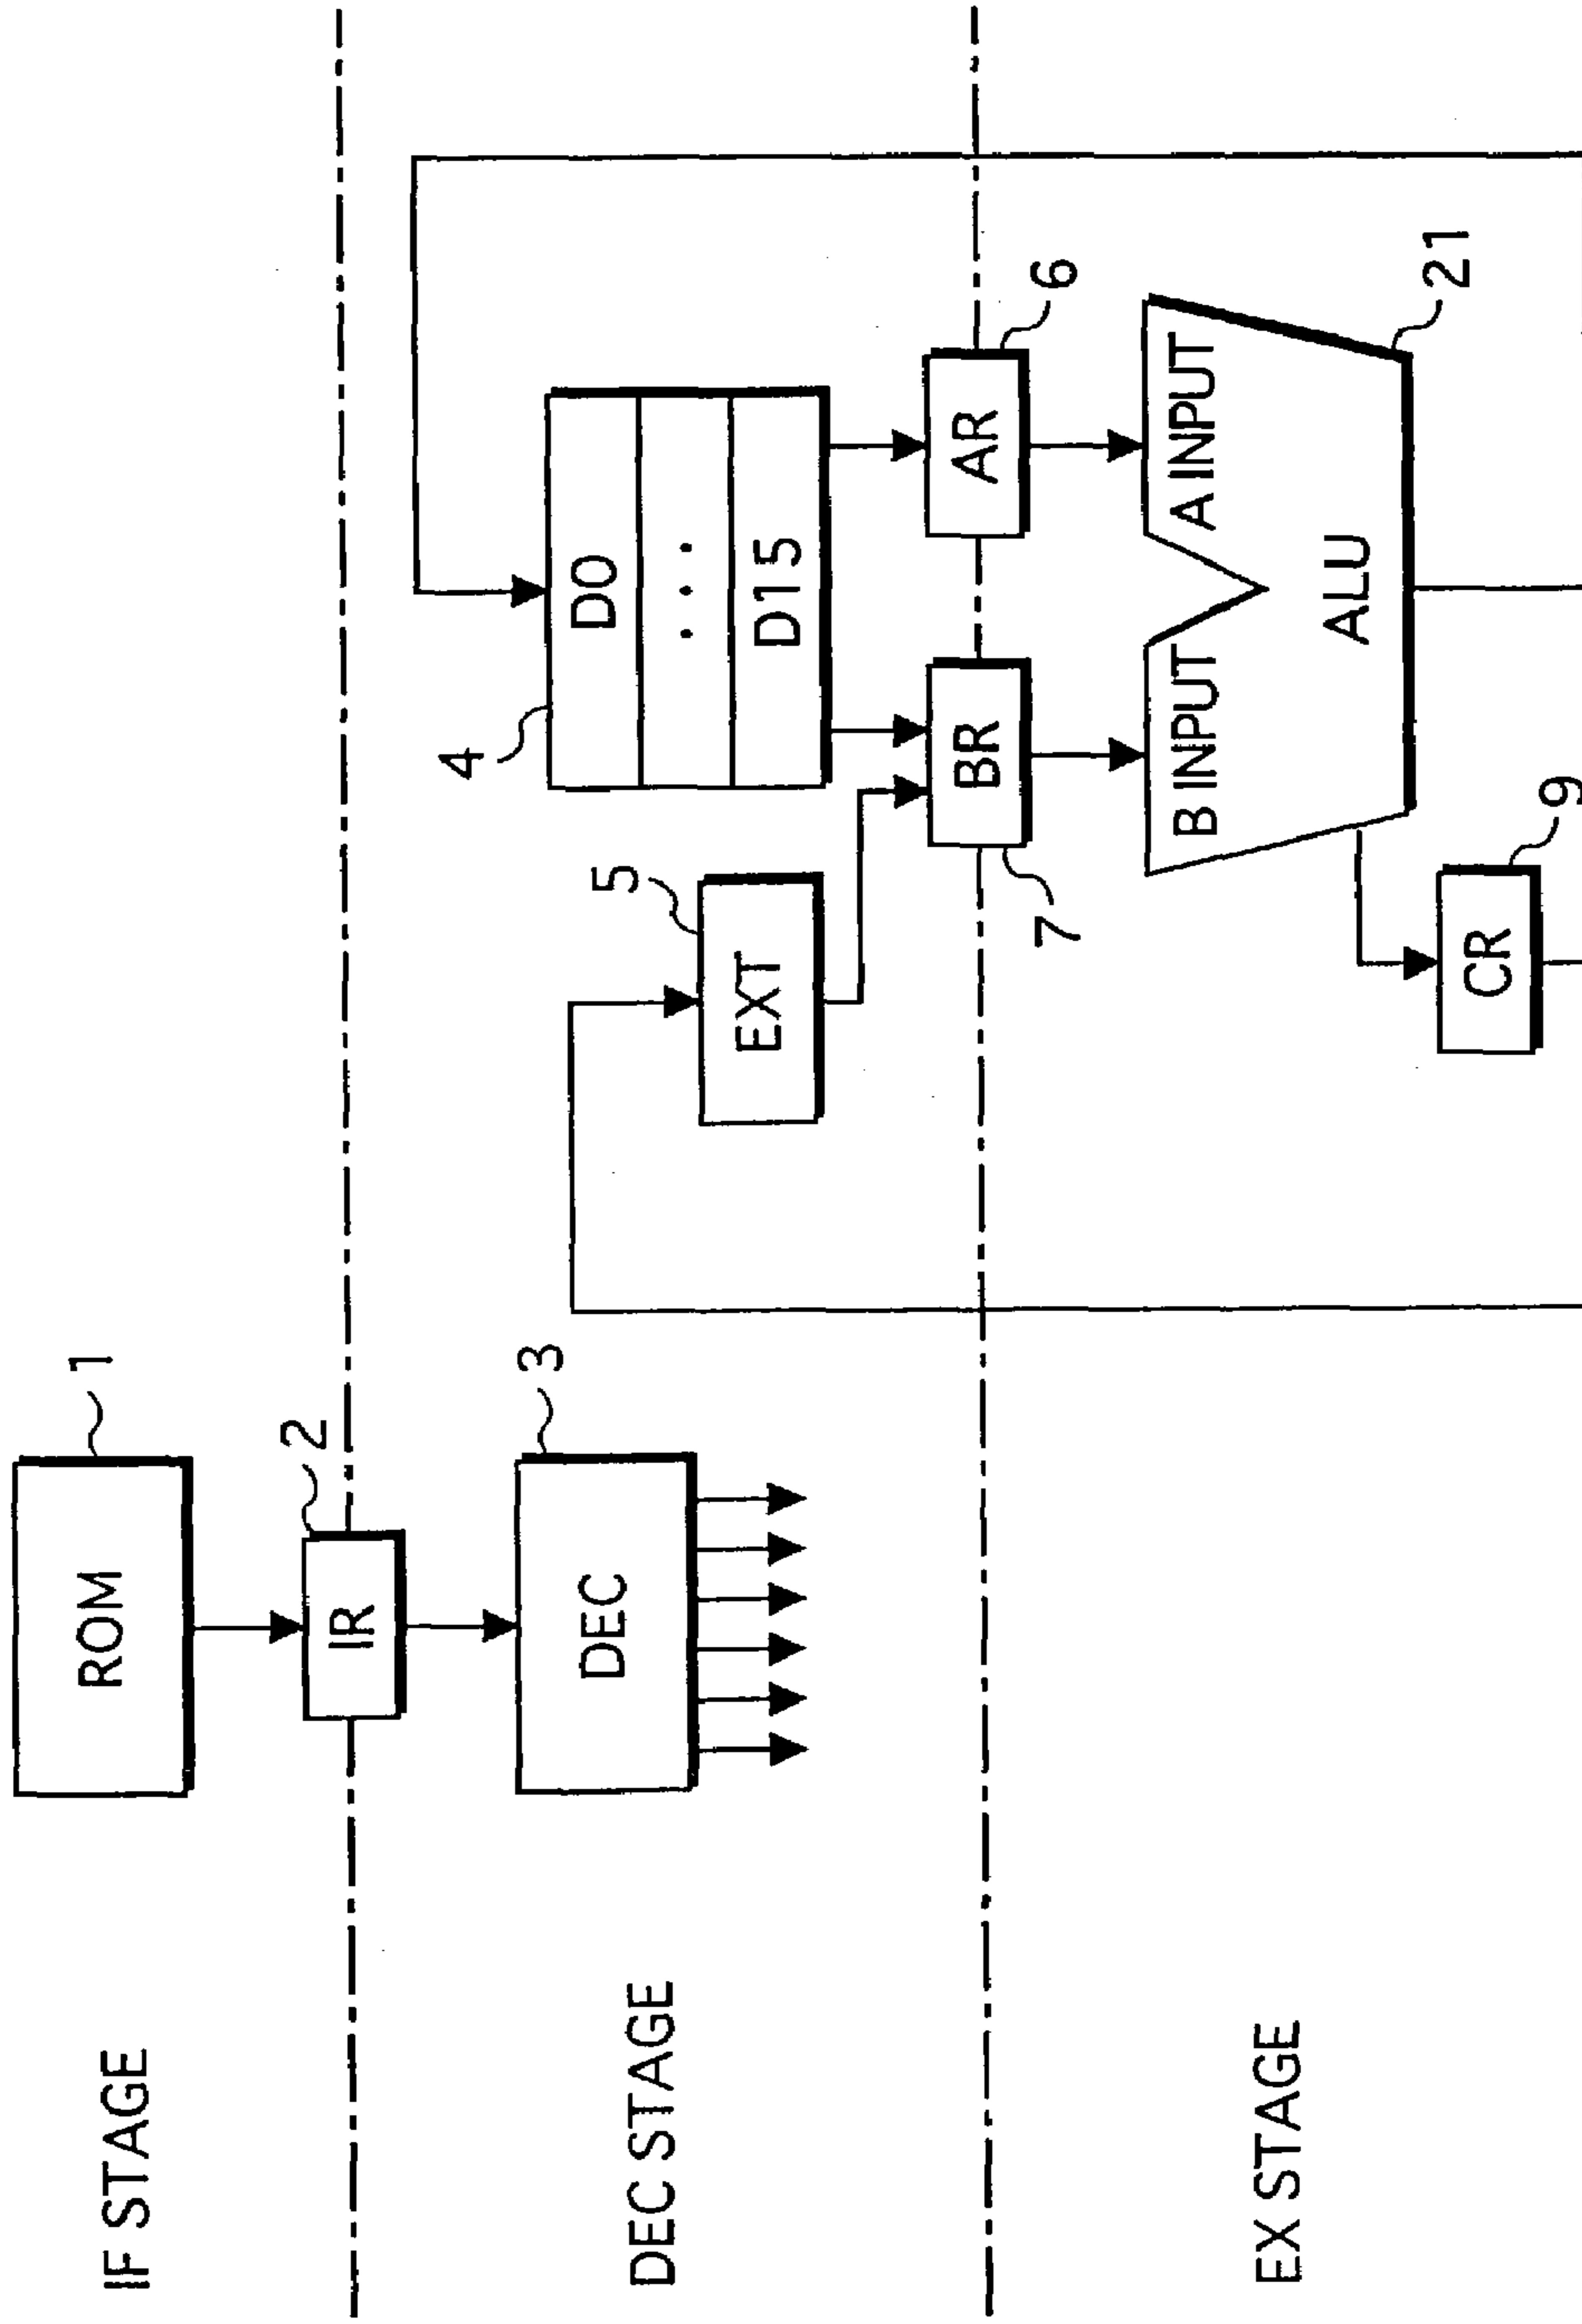 IF STAGE
ROM
1
IR
2
DEC STAGE
DEC
3
EXT
5
4
D0
...
D15
BR
7
AR
6
EX STAGE
B INPUT
A INPUT
ALU
21
CR
9